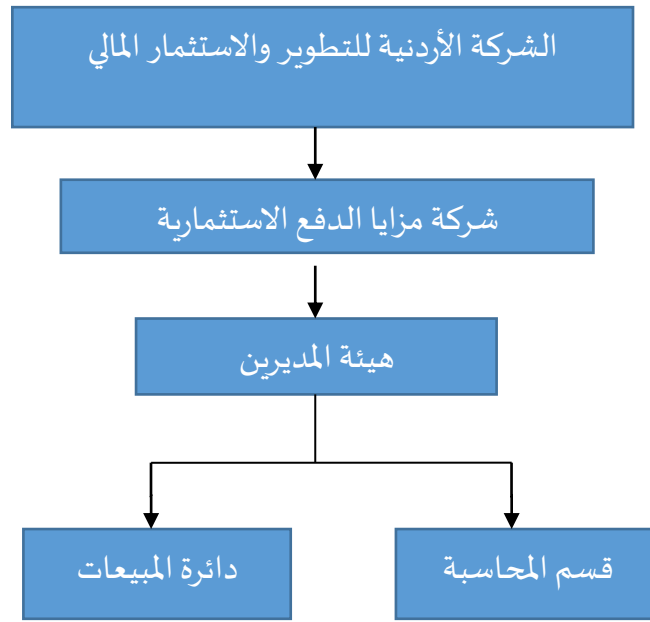 الشركة الأردنية للتطوير والاستثمار المالي
شركة مزايا الدفع الاستثمارية
هيئة المديرين
قسم المحاسبة
دائرة المبيعات